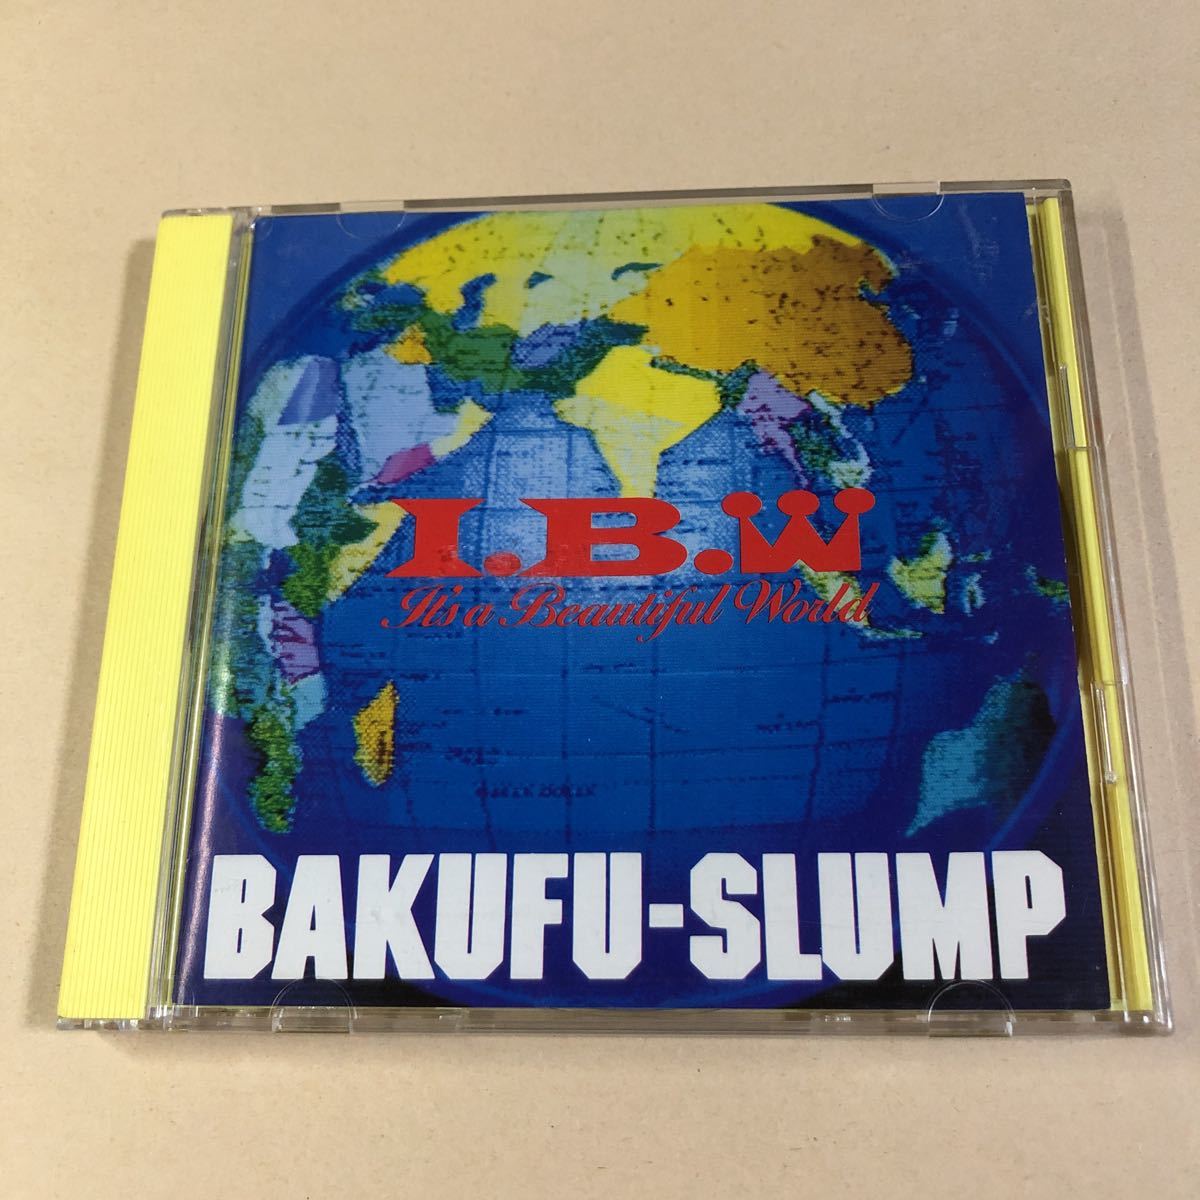 I.B.W
It's a Beautiful World
BAKUFU-SLUMP